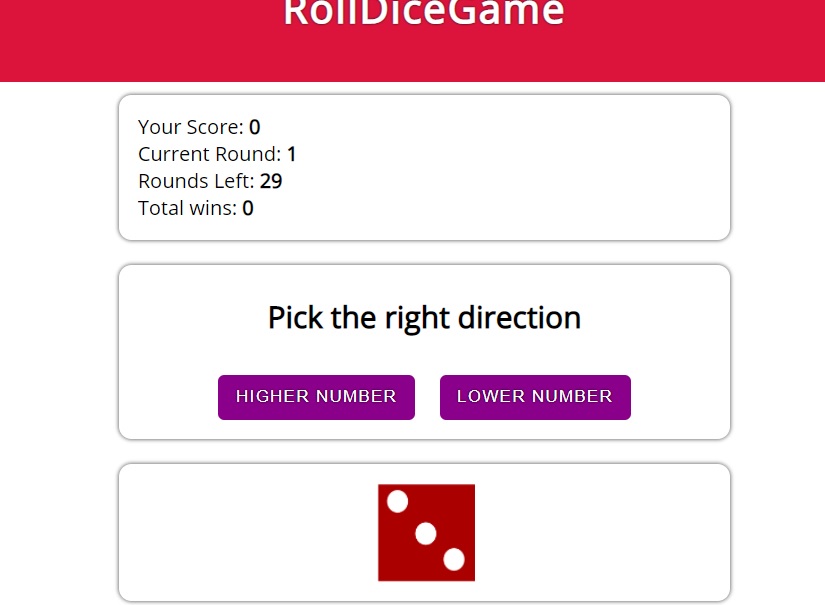 RollDiceGame
Your Score: 0
Current Round: 1
Rounds Left: 29
Total wins: 0
Pick the right direction
HIGHER NUMBER
LOWER NUMBER